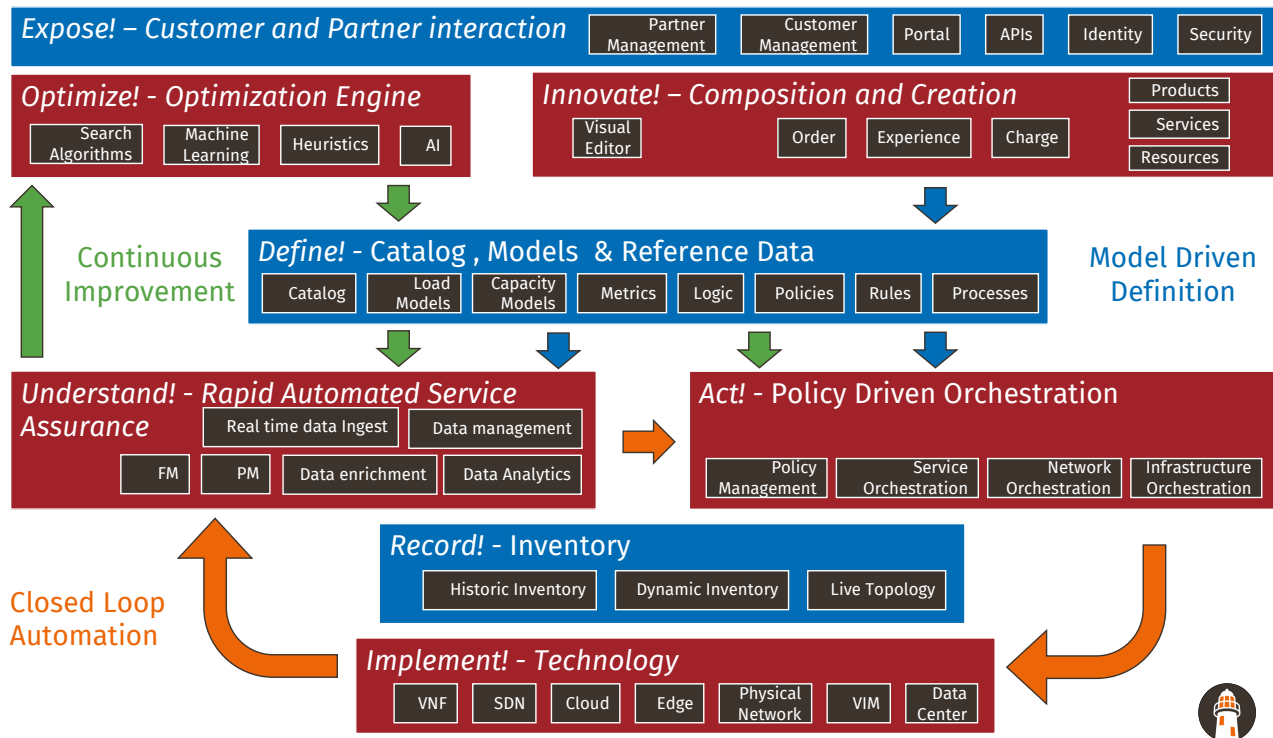 Expose! – Customer and Partner interaction
Partner
Management
Customer
Management
Portal
APIs
Identity
Security
Optimize! - Optimization Engine
Search
Algorithms
Machine
Learning
Heuristics
AI
Innovate! – Composition and Creation
Visual
Editor
Order
Experience
Charge
Products
Services
Resources
Continuous
Improvement
Define! - Catalog , Models & Reference Data
Catalog
Load
Models
Capacity
Models
Metrics
Logic
Policies
Rules
Processes
Model Driven
Definition
Understand! - Rapid Automated Service
Assurance
Real time data Ingest
Data management
FM
PM
Data enrichment
Data Analytics
Act! - Policy Driven Orchestration
Policy
Management
Service
Orchestration
Network
Orchestration
Infrastructure
Orchestration
Record! - Inventory
Historic Inventory
Dynamic Inventory
Live Topology
Closed Loop
Automation
Implement! - Technology
VNF
SDN
Cloud
Edge
Physical
Network
VIM
Data
Center